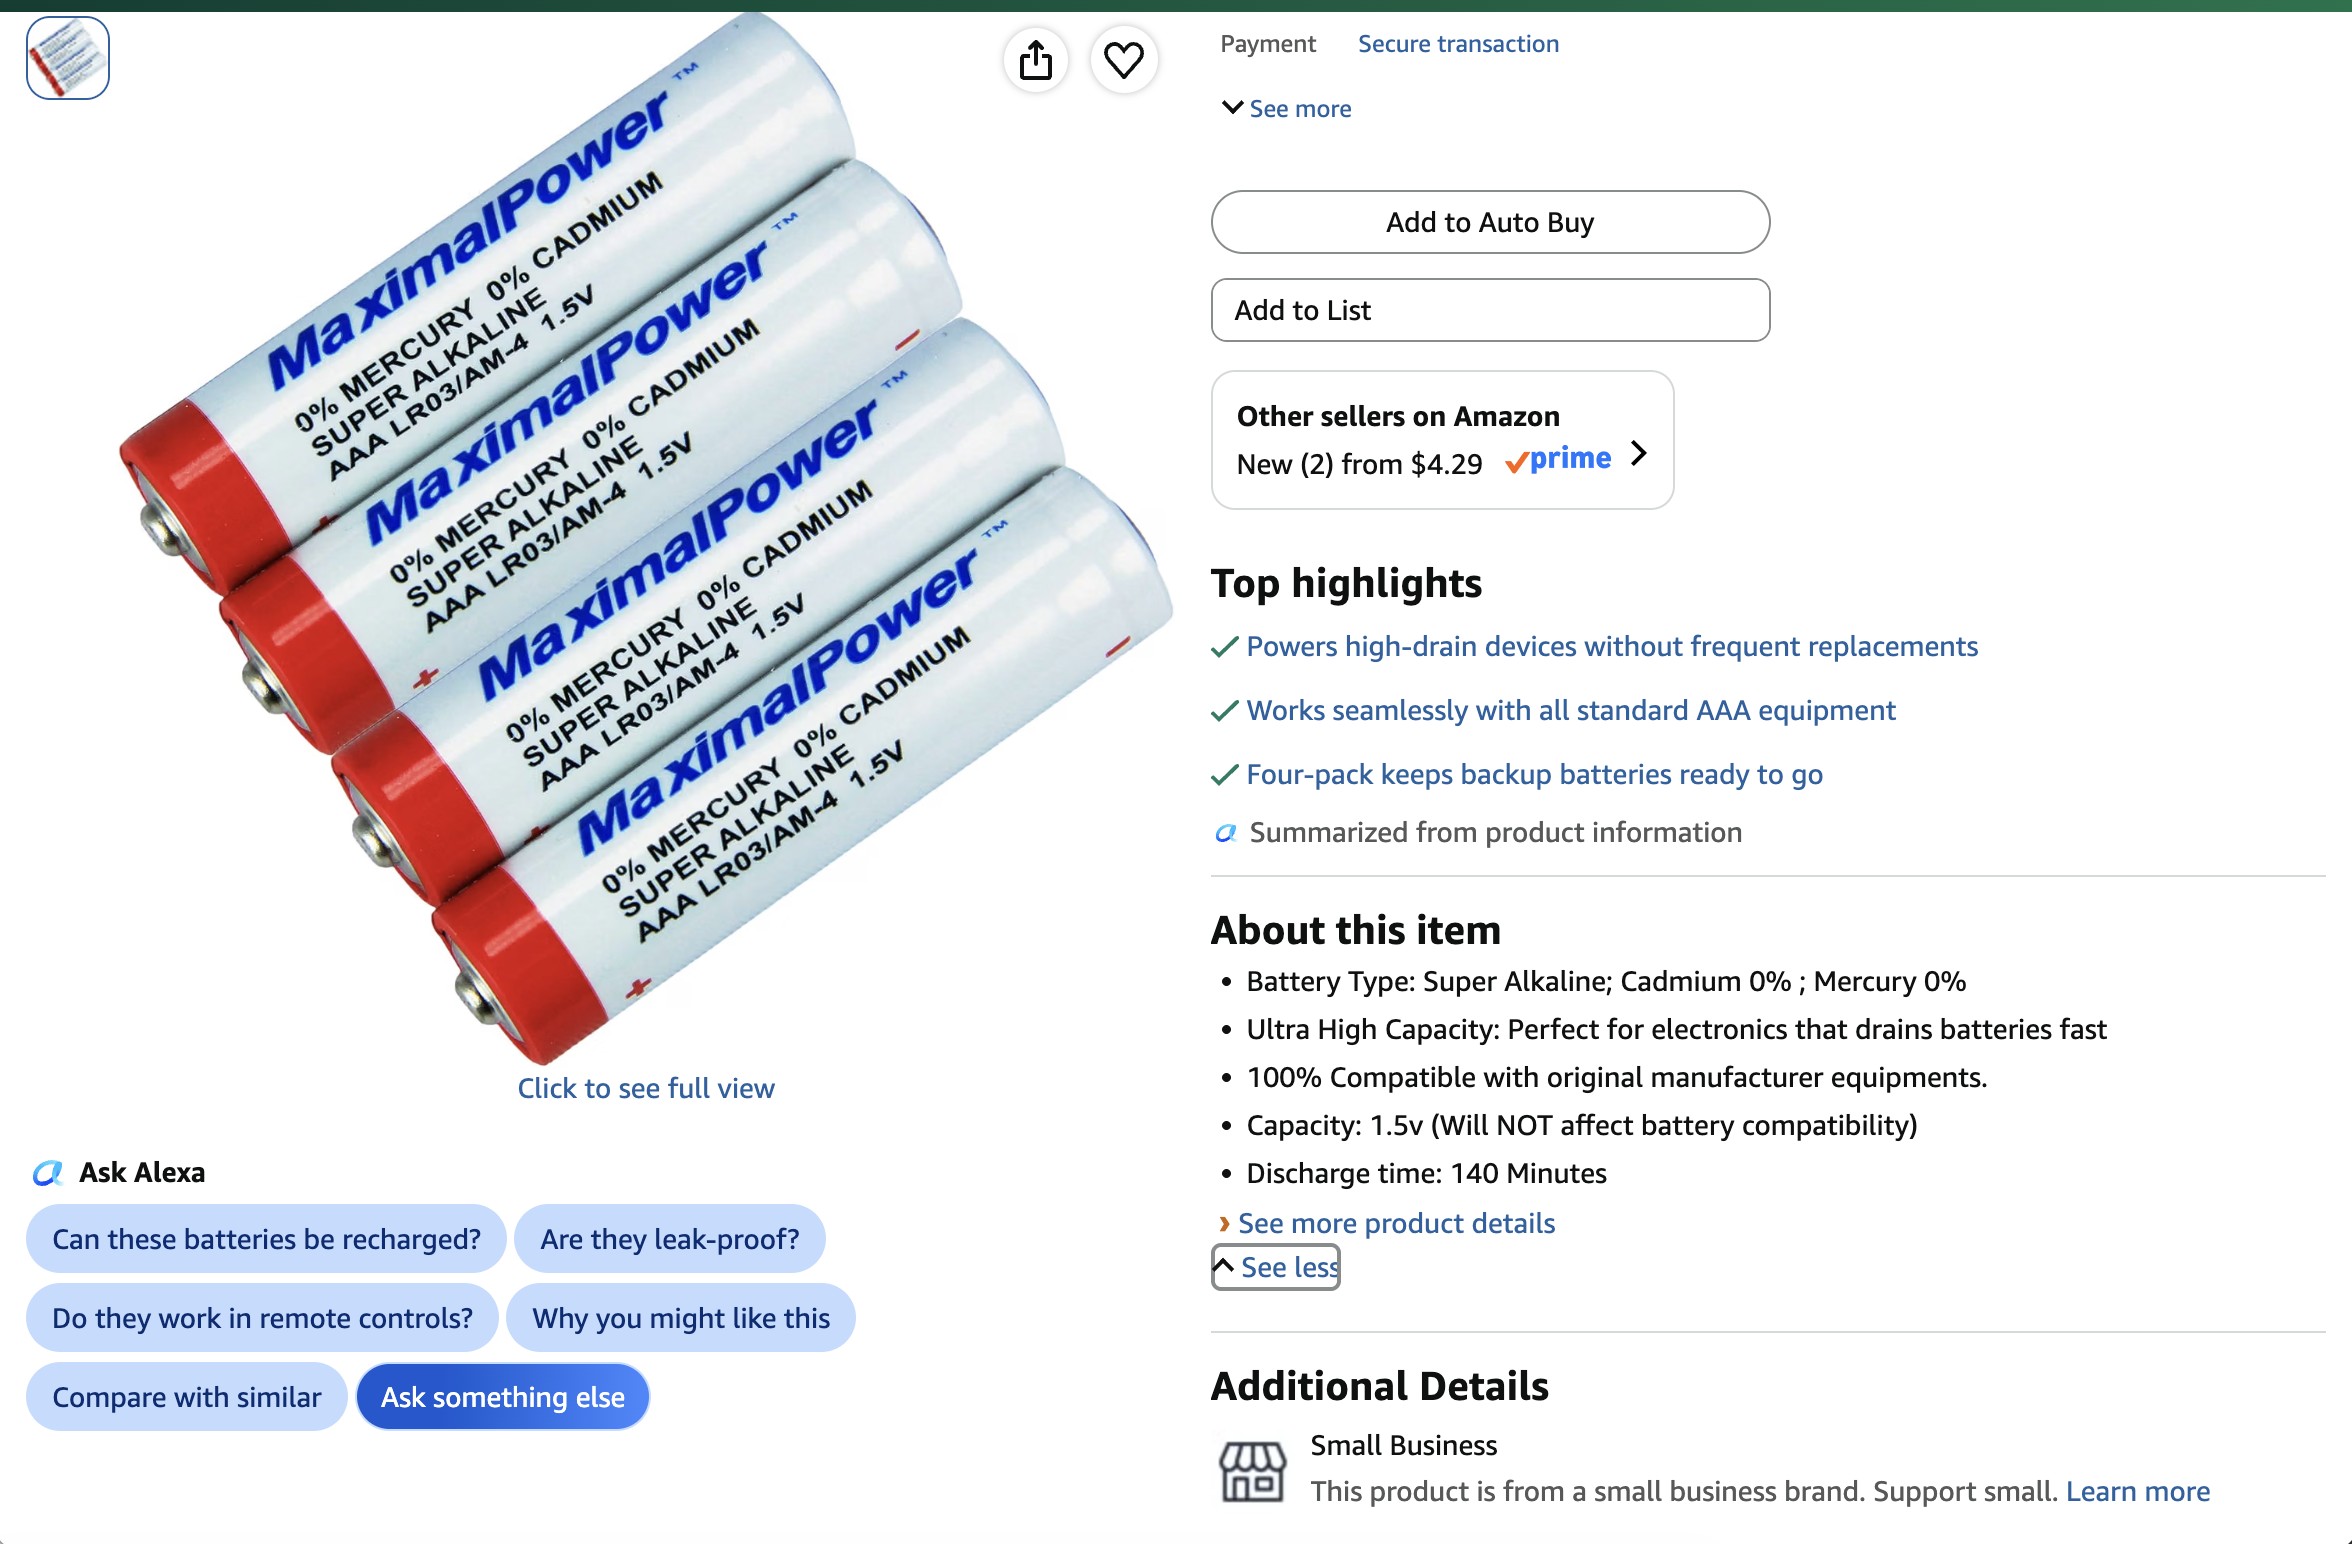 MaximalPower™
0% MERCURY 0% CADMIUM
SUPER ALKALINE
AAA LR03/AM-4 1.5V
+
MaximalPower™
0% MERCURY 0% CADMIUM
SUPER ALKALINE
AAA LR03/AM-4 1.5V
+
−
MaximalPower™
0% MERCURY 0% CADMIUM
SUPER ALKALINE
AAA LR03/AM-4 1.5V
+
MaximalPower™
0% MERCURY 0% CADMIUM
SUPER ALKALINE
AAA LR03/AM-4 1.5V
+
−
Click to see full view
Ask Alexa
Can these batteries be recharged?
Are they leak-proof?
Do they work in remote controls?
Why you might like this
Compare with similar
Ask something else
Payment Secure transaction
See more
Add to Auto Buy
Add to List
Other sellers on Amazon
New (2) from $4.29 prime
Top highlights
Powers high-drain devices without frequent replacements
Works seamlessly with all standard AAA equipment
Four-pack keeps backup batteries ready to go
Summarized from product information
About this item
• Battery Type: Super Alkaline; Cadmium 0% ; Mercury 0%
• Ultra High Capacity: Perfect for electronics that drains batteries fast
• 100% Compatible with original manufacturer equipments.
• Capacity: 1.5v (Will NOT affect battery compatibility)
• Discharge time: 140 Minutes
› See more product details
See less
Additional Details
Small Business
This product is from a small business brand. Support small. Learn more